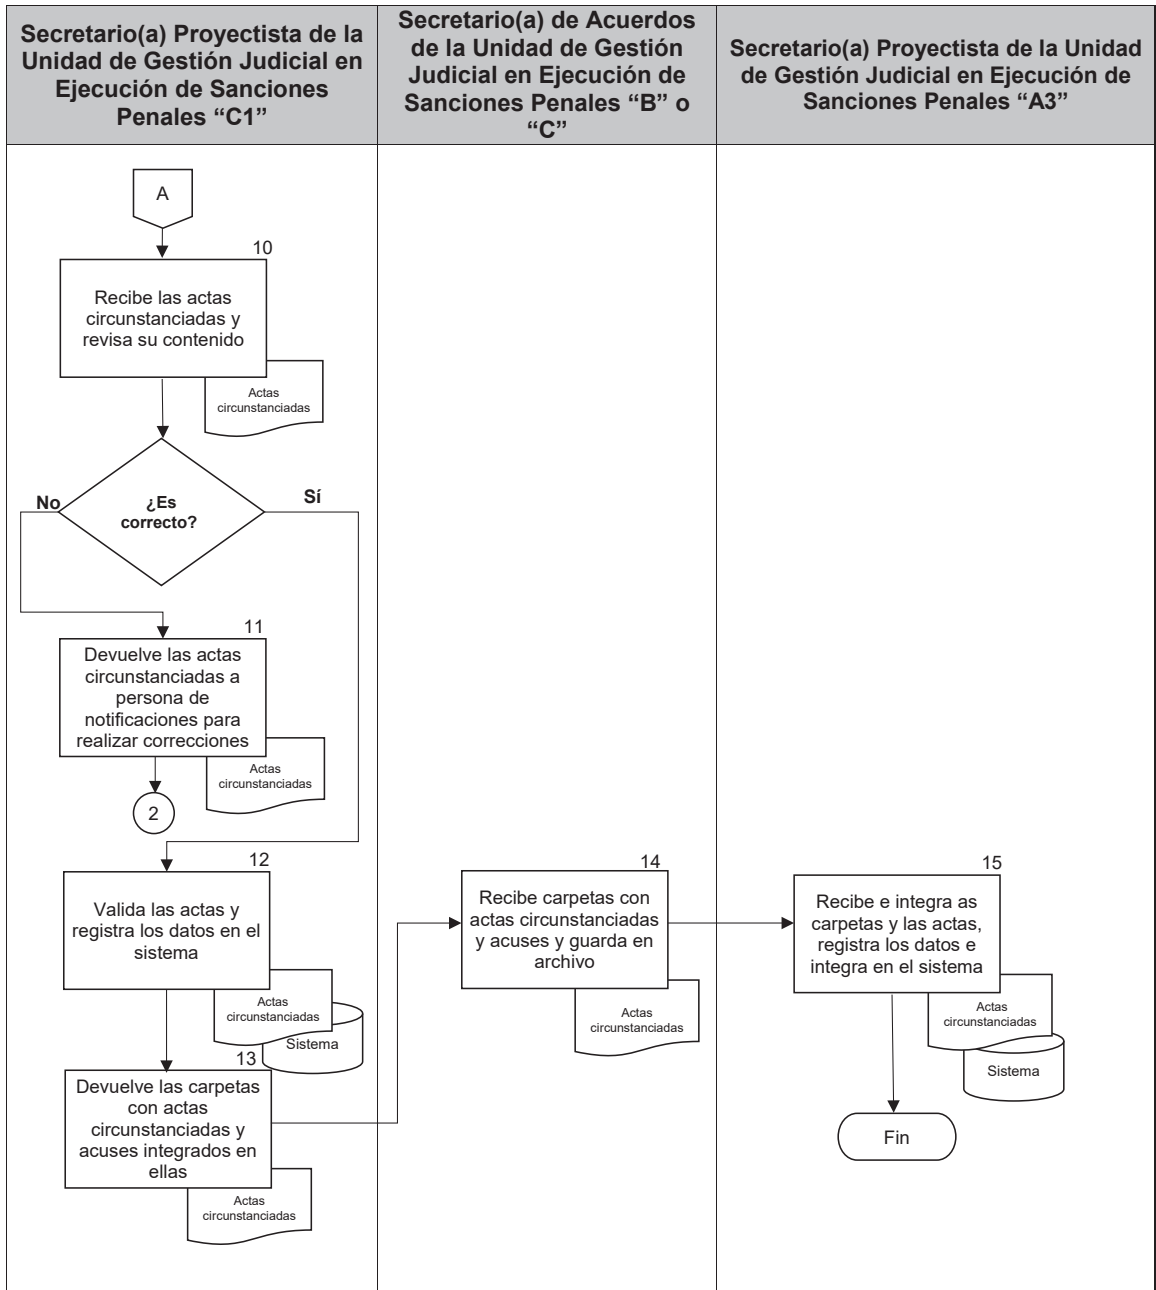 Secretario(a) Proyectista de la
Unidad de Gestión Judicial en
Ejecución de Sanciones
Penales “C1”
Secretario(a) de Acuerdos
de la Unidad de Gestión
Judicial en Ejecución de
Sanciones Penales “B” o
“C”
Secretario(a) Proyectista de la Unidad
de Gestión Judicial en Ejecución de
Sanciones Penales “A3”
A
10
Recibe las actas
circunstanciadas y
revisa su contenido
Actas
circunstanciadas
No
¿Es
correcto?
Sí
11
Devuelve las actas
circunstanciadas a
persona de
notificaciones para
realizar correcciones
Actas
circunstanciadas
2
12
Valida las actas y
registra los datos en el
sistema
Actas
circunstanciadas
Sistema
13
Devuelve las carpetas
con actas
circunstanciadas y
acuses integrados en
ellas
Actas
circunstanciadas
14
Recibe carpetas con
actas circunstanciadas
y acuses y guarda en
archivo
Actas
circunstanciadas
15
Recibe e integra as
carpetas y las actas,
registra los datos e
integra en el sistema
Actas
circunstanciadas
Sistema
Fin